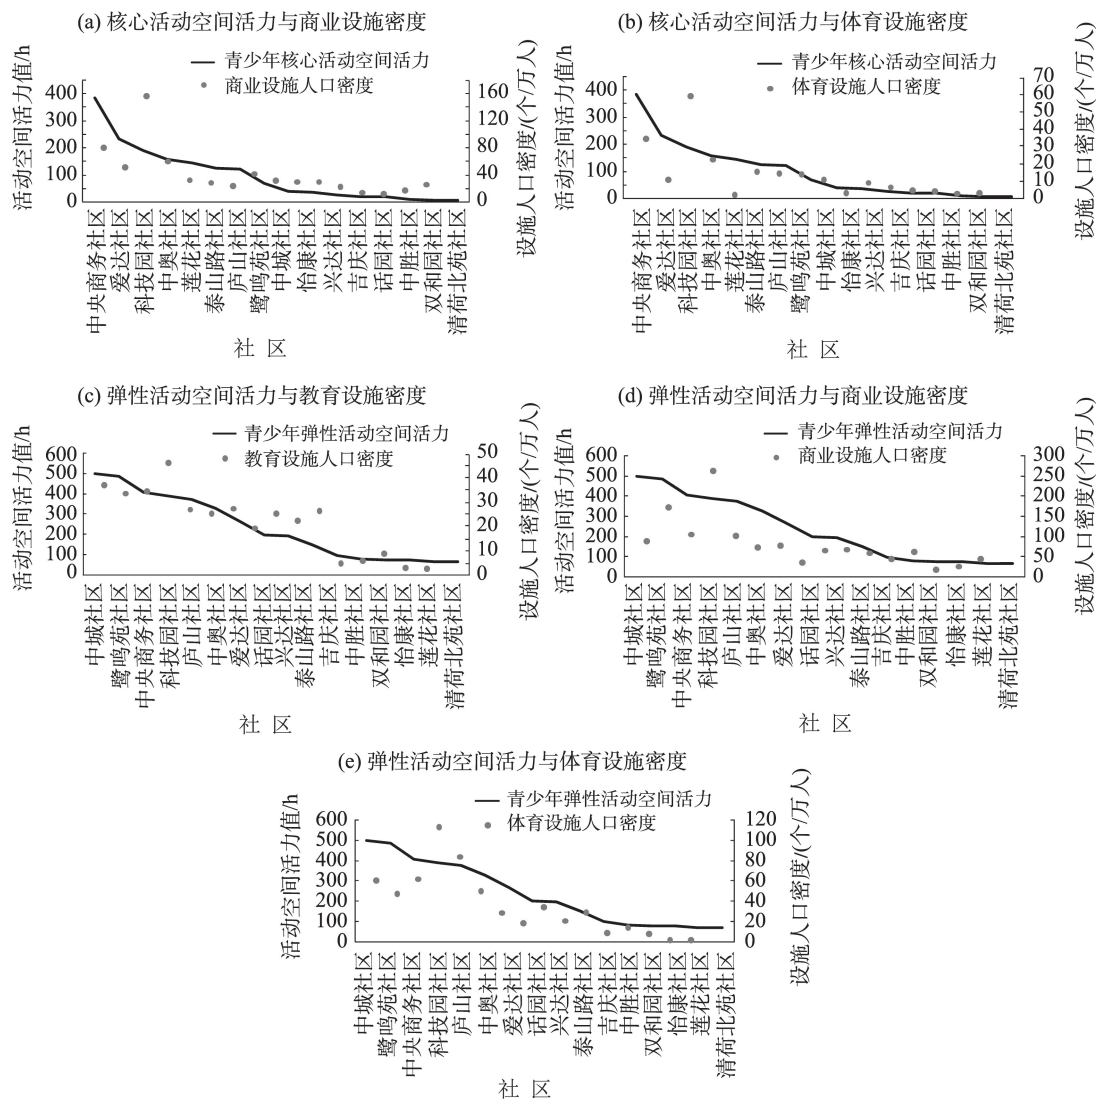 (a) 核心活动空间活力与商业设施密度
青少年核心活动空间活力
商业设施人口密度
活动空间活力值/h
400
300
200
100
0
160
120
80
40
0
设施人口密度/(个/万人)
中央商务社区
爱达社区
科技园社区
中奥社区
莲花社区
泰山路社区
庐山社区
鹭鸣苑社区
中城社区
怡康社区
兴达社区
吉庆社区
话园社区
中胜社区
双和园社区
清荷北苑社区
社 区
(b) 核心活动空间活力与体育设施密度
青少年核心活动空间活力
体育设施人口密度
活动空间活力值/h
400
300
200
100
0
70
60
50
40
30
20
10
0
设施人口密度/(个/万人)
中央商务社区
爱达社区
科技园社区
中奥社区
莲花社区
泰山路社区
庐山社区
鹭鸣苑社区
中城社区
怡康社区
兴达社区
吉庆社区
话园社区
中胜社区
双和园社区
清荷北苑社区
社 区
(c) 弹性活动空间活力与教育设施密度
青少年弹性活动空间活力
教育设施人口密度
活动空间活力值/h
600
500
400
300
200
100
0
50
40
30
20
10
0
设施人口密度/(个/万人)
中城社区
鹭鸣苑社区
中央商务社区
科技园社区
庐山社区
中奥社区
爱达社区
话园社区
兴达社区
泰山路社区
吉庆社区
中胜社区
双和园社区
怡康社区
莲花社区
清荷北苑社区
社 区
(d) 弹性活动空间活力与商业设施密度
青少年弹性活动空间活力
商业设施人口密度
活动空间活力值/h
600
500
400
300
200
100
0
300
250
200
150
100
50
0
设施人口密度/(个/万人)
中城社区
鹭鸣苑社区
中央商务社区
科技园社区
庐山社区
中奥社区
爱达社区
话园社区
兴达社区
泰山路社区
吉庆社区
中胜社区
双和园社区
怡康社区
莲花社区
清荷北苑社区
社 区
(e) 弹性活动空间活力与体育设施密度
青少年弹性活动空间活力
体育设施人口密度
活动空间活力值/h
600
500
400
300
200
100
0
120
100
80
60
40
20
0
设施人口密度/(个/万人)
中城社区
鹭鸣苑社区
中央商务社区
科技园社区
庐山社区
中奥社区
爱达社区
话园社区
兴达社区
泰山路社区
吉庆社区
中胜社区
双和园社区
怡康社区
莲花社区
清荷北苑社区
社 区